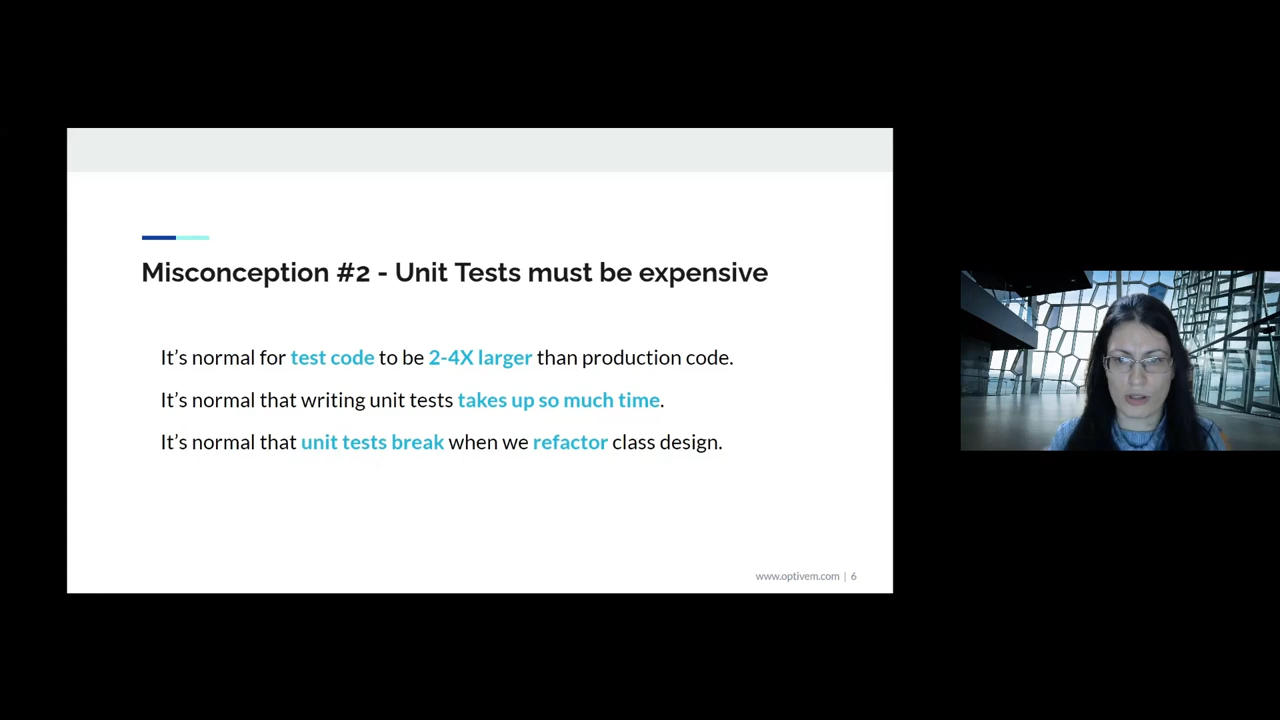 Misconception #2 - Unit Tests must be expensive
It's normal for test code to be 2-4X larger than production code.
It's normal that writing unit tests takes up so much time.
It's normal that unit tests break when we refactor class design.
www.optivem.com | 6